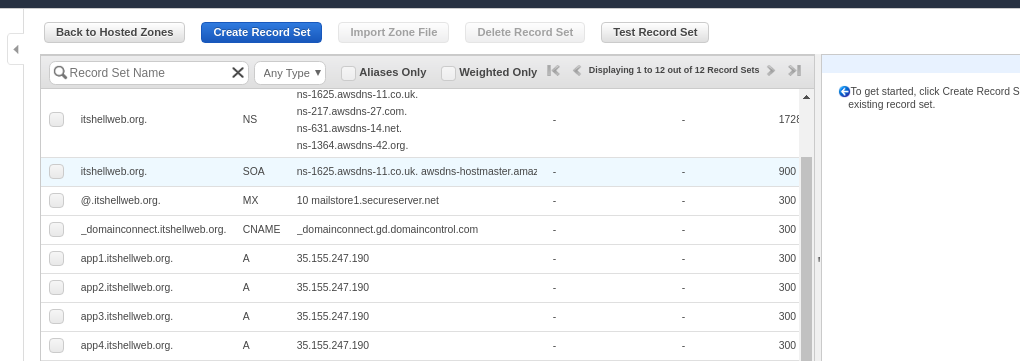 Back to Hosted Zones Create Record Set Import Zone File Delete Record Set Test Record Set
Record Set Name Any Type Aliases Only Weighted Only Displaying 1 to 12 out of 12 Record Sets
To get started, click Create Record S
existing record set.
ns-1625.awsdns-11.co.uk.
ns-217.awsdns-27.com.
itshellweb.org. NS - - 1728
ns-631.awsdns-14.net.
ns-1364.awsdns-42.org.
itshellweb.org. SOA ns-1625.awsdns-11.co.uk. awsdns-hostmaster.amaz - - 900
@.itshellweb.org. MX 10 mailstore1.secureserver.net - - 300
_domainconnect.itshellweb.org. CNAME _domainconnect.gd.domaincontrol.com - - 300
app1.itshellweb.org. A 35.155.247.190 - - 300
app2.itshellweb.org. A 35.155.247.190 - - 300
app3.itshellweb.org. A 35.155.247.190 - - 300
app4.itshellweb.org. A 35.155.247.190 - - 300